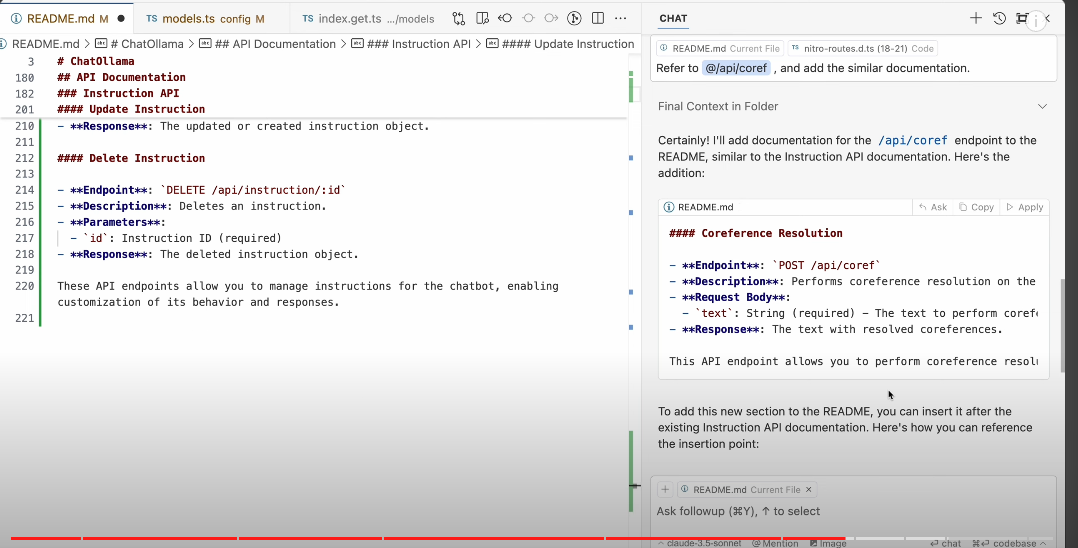 README.md M ●
TS models.ts config M
TS index.get.ts .../models
README.md > # ChatOllama > ## API Documentation > ### Instruction API > #### Update Instruction
3 # ChatOllama
180 ## API Documentation
182 ### Instruction API
201 #### Update Instruction
210 - **Response**: The updated or created instruction object.
211
212 #### Delete Instruction
213
214 - **Endpoint**: `DELETE /api/instruction/:id`
215 - **Description**: Deletes an instruction.
216 - **Parameters**:
217 - `id`: Instruction ID (required)
218 - **Response**: The deleted instruction object.
219
220 These API endpoints allow you to manage instructions for the chatbot, enabling
customization of its behavior and responses.
221
CHAT
README.md Current File
TS nitro-routes.d.ts (18-21) Code
Refer to @/api/coref , and add the similar documentation.
Final Context in Folder
Certainly! I'll add documentation for the /api/coref endpoint to the
README, similar to the Instruction API documentation. Here's the
addition:
README.md
Ask Copy Apply
#### Coreference Resolution
- **Endpoint**: `POST /api/coref`
- **Description**: Performs coreference resolution on the
- **Request Body**:
- `text`: String (required) - The text to perform corefe
- **Response**: The text with resolved coreferences.
This API endpoint allows you to perform coreference resolu
To add this new section to the README, you can insert it after the
existing Instruction API documentation. Here's how you can reference
the insertion point:
+ README.md Current File ×
Ask followup (⌘Y), ↑ to select
claude-3.5-sonnet @Mention Image
chat codebase